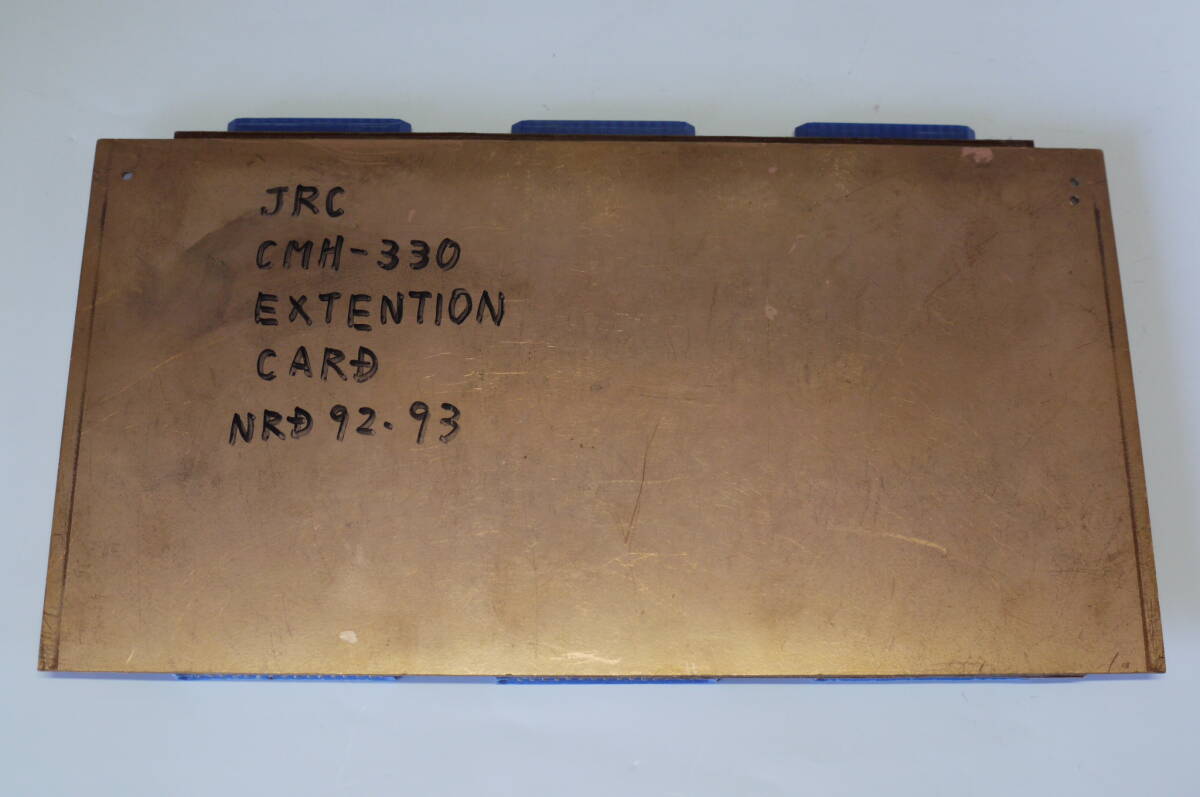 JRC
CMH-330
EXTENTION
CARD
NRD 92.93